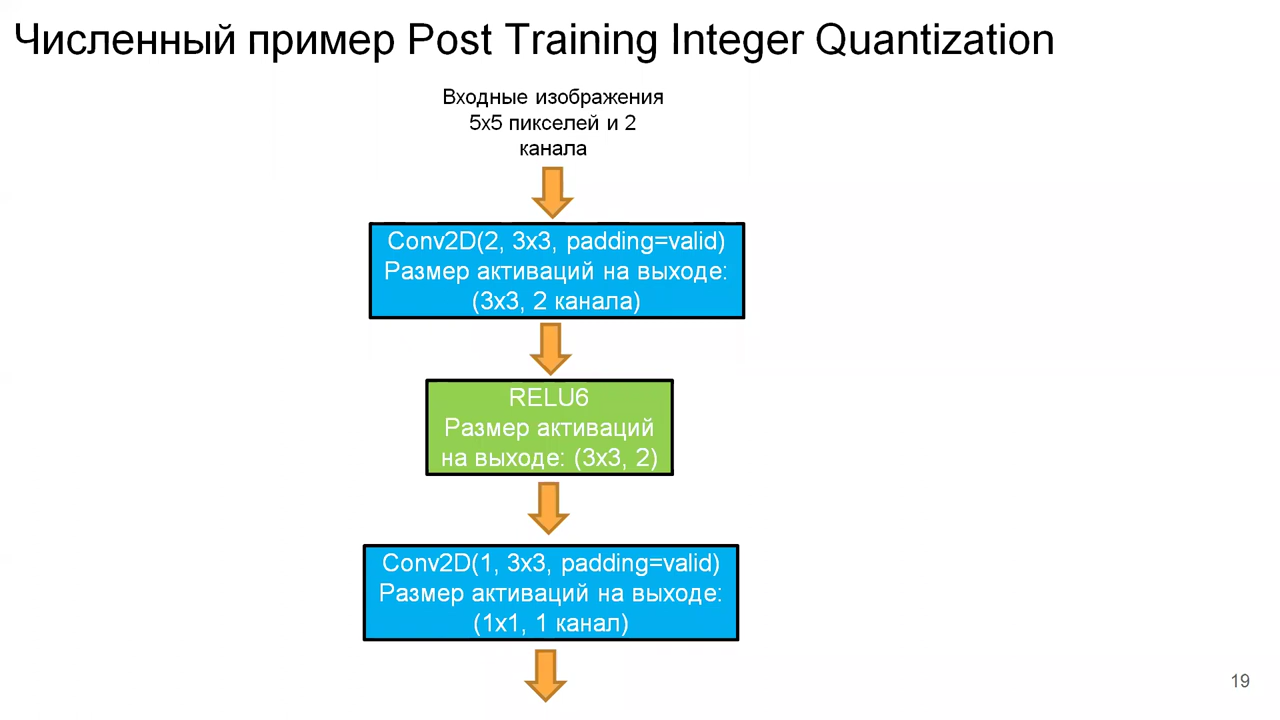 Численный пример Post Training Integer Quantization
Входные изображения
5x5 пикселей и 2
канала
Conv2D(2, 3x3, padding=valid)
Размер активаций на выходе:
(3x3, 2 канала)
RELU6
Размер активаций
на выходе: (3x3, 2)
Conv2D(1, 3x3, padding=valid)
Размер активаций на выходе:
(1x1, 1 канал)
19